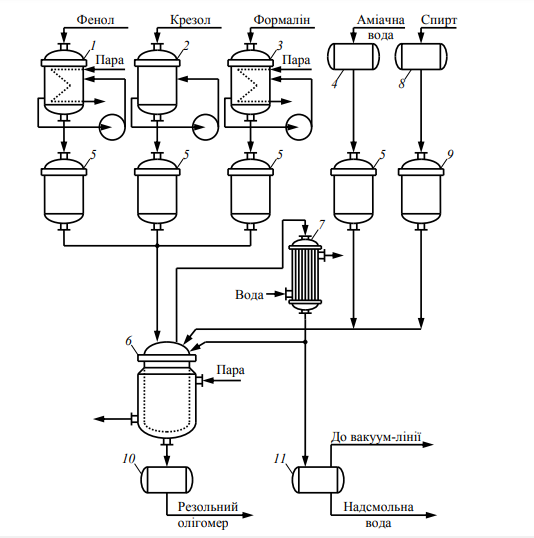 Фенол
Крезол
Формалін
Аміачна
вода
Спирт
1
Пара
2
3
Пара
4
8
5
5
5
5
9
7
Вода
6
Пара
До вакуум-лінії
10
11
Резольний
олігомер
Надсмольна
вода